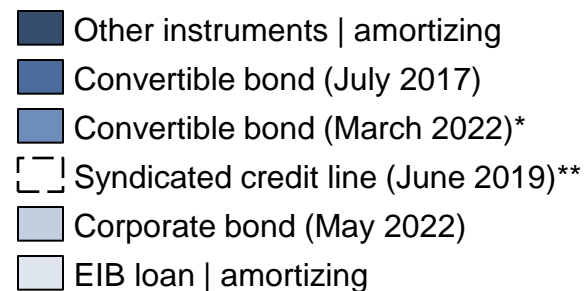 Other instruments | amortizing
Convertible bond (July 2017)
Convertible bond (March 2022)*
Syndicated credit line (June 2019)**
Corporate bond (May 2022)
EIB loan | amortizing